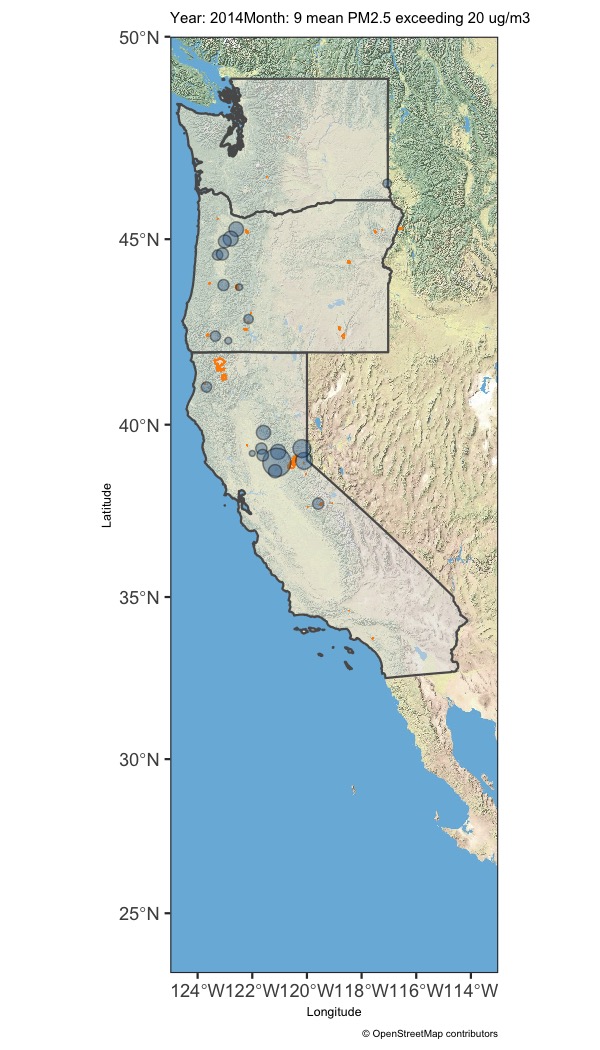 Year: 2014Month: 9 mean PM2.5 exceeding 20 ug/m3
50°N
45°N
40°N
35°N
30°N
25°N
Latitude
124°W122°W120°W118°W116°W114°W
Longitude
© OpenStreetMap contributors